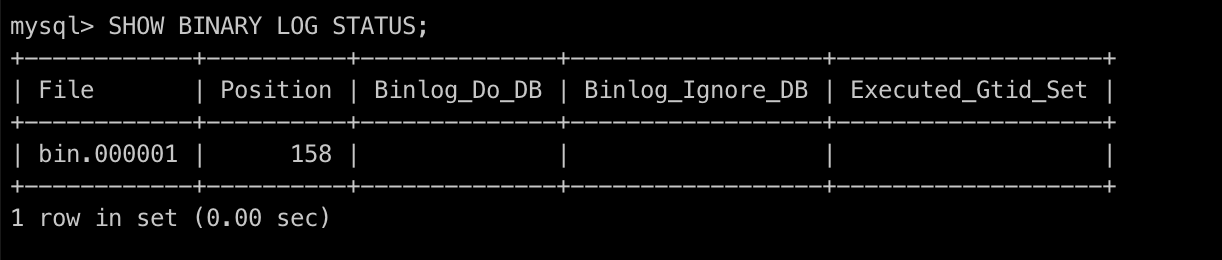 mysql> SHOW BINARY LOG STATUS;
+------------+----------+--------------+------------------+-------------------+
| File       | Position | Binlog_Do_DB | Binlog_Ignore_DB | Executed_Gtid_Set |
+------------+----------+--------------+------------------+-------------------+
| bin.000001 |      158 |              |                  |                   |
+------------+----------+--------------+------------------+-------------------+
1 row in set (0.00 sec)